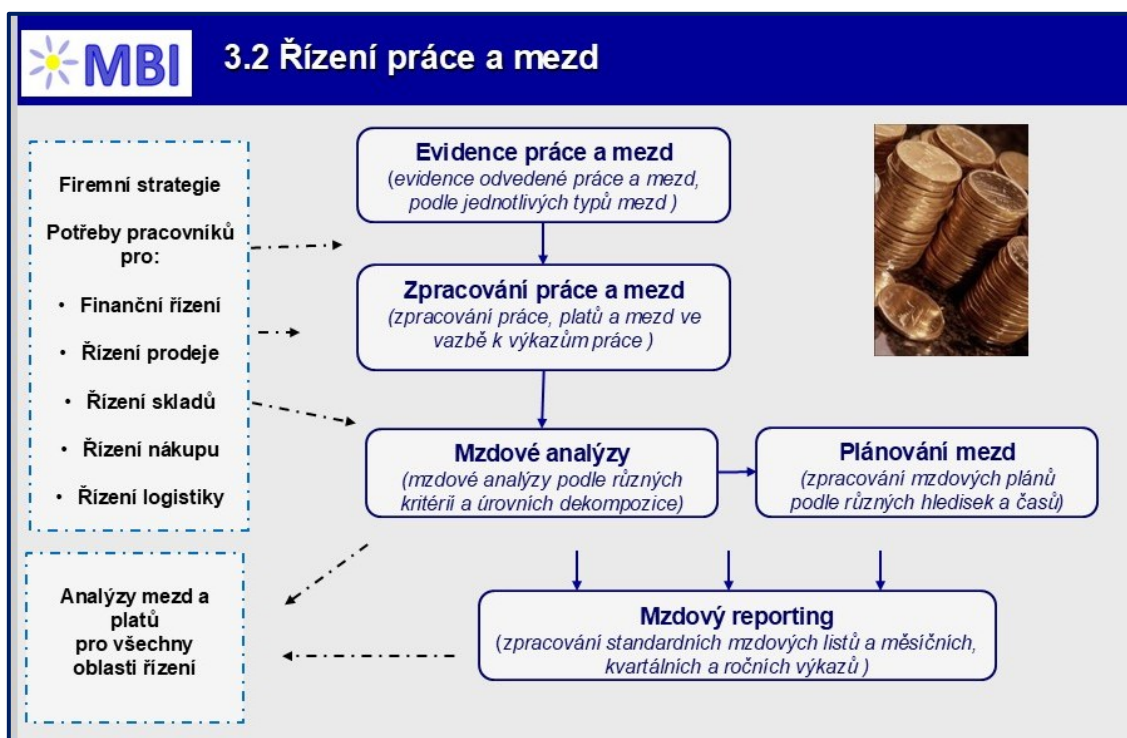 MBI
3.2 Řízení práce a mezd
Firemní strategie
Potřeby pracovníků
pro:
• Finanční řízení
• Řízení prodeje
• Řízení skladů
• Řízení nákupu
• Řízení logistiky
Analýzy mezd a
platů
pro všechny
oblasti řízení
Evidence práce a mezd
(evidence odvedené práce a mezd,
podle jednotlivých typů mezd )
Zpracování práce a mezd
(zpracování práce, platů a mezd ve
vazbě k výkazům práce )
Mzdové analýzy
(mzdové analýzy podle různých
kritérií a úrovních dekompozice)
Plánování mezd
(zpracování mzdových plánů
podle různých hledisek a časů)
Mzdový reporting
(zpracování standardních mzdových listů a měsíčních,
kvartálních a ročních výkazů )